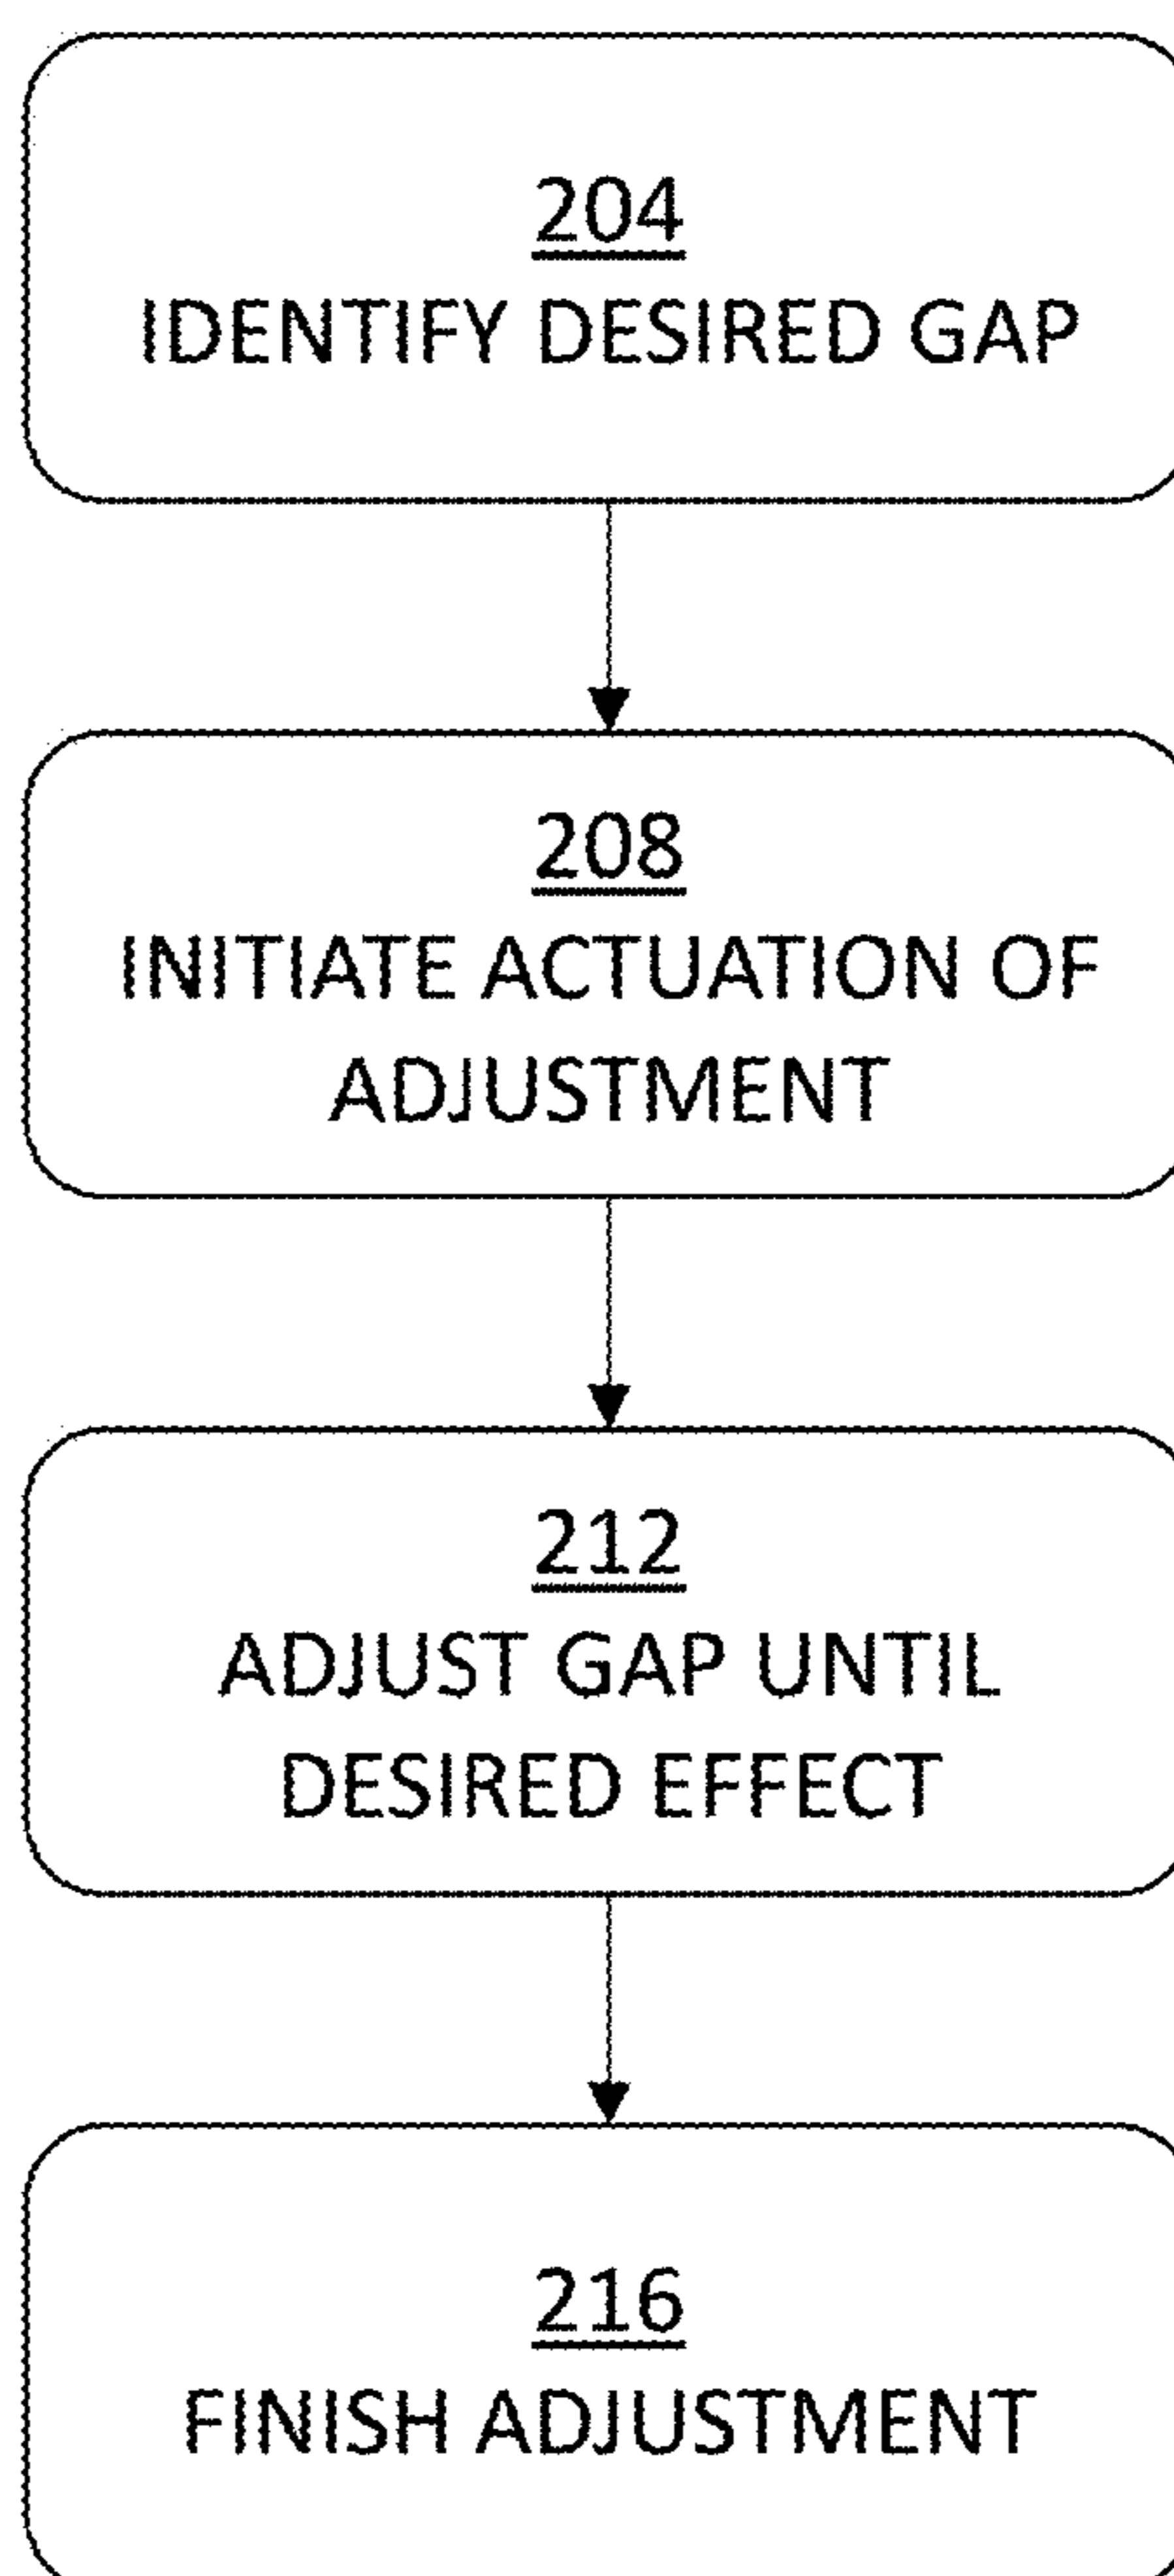 204
IDENTIFY DESIRED GAP
208
INITIATE ACTUATION OF
ADJUSTMENT
212
ADJUST GAP UNTIL
DESIRED EFFECT
216
FINISH ADJUSTMENT